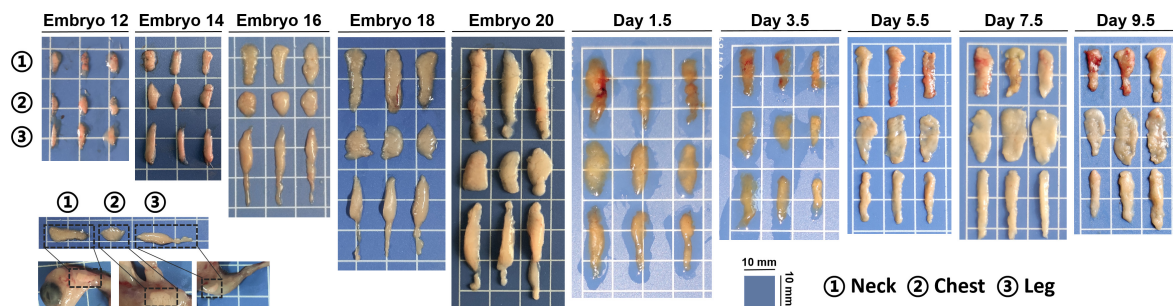 Embryo 12 Embryo 14 Embryo 16 Embryo 18 Embryo 20 Day 1.5 Day 3.5 Day 5.5 Day 7.5 Day 9.5
①
②
③
① ② ③
10 mm
10 mm
① Neck ② Chest ③ Leg